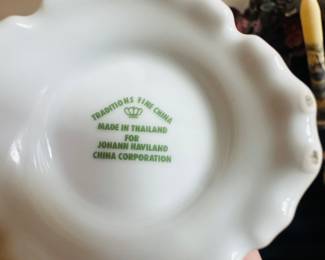 TRADITIONS FINE CHINA
MADE IN THAILAND
FOR
JOHANN HAVILAND
CHINA CORPORATION